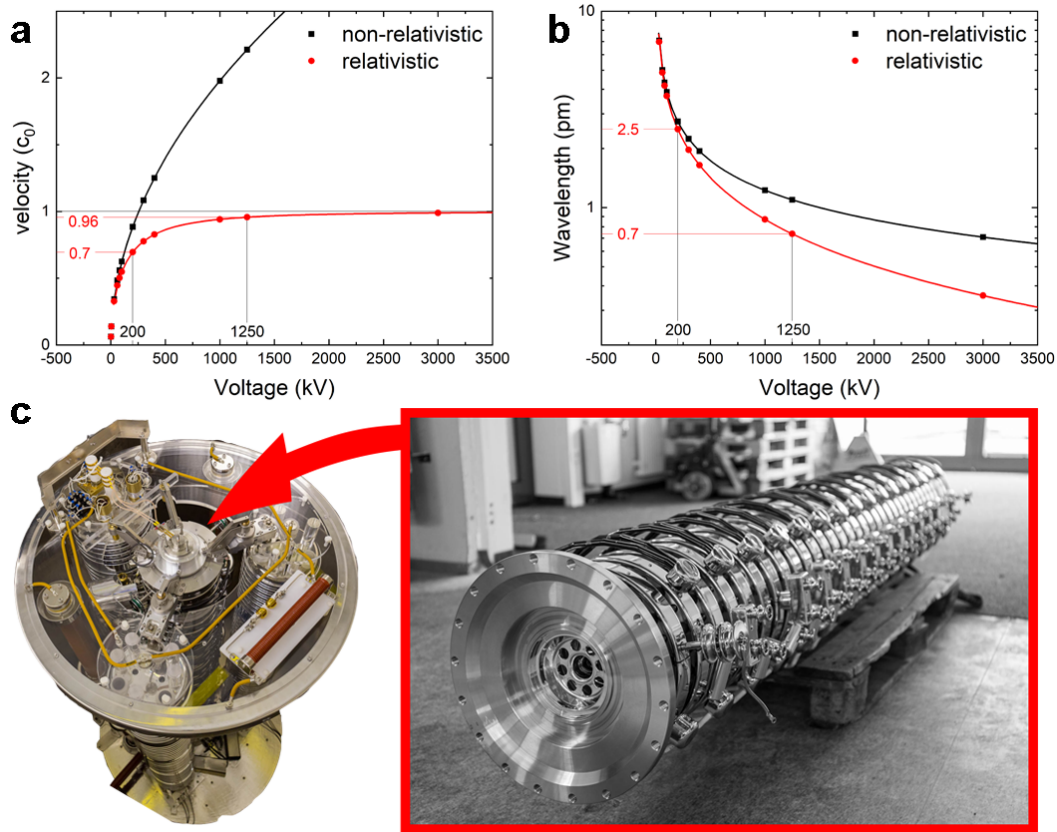 a
non-relativistic
relativistic
velocity (c₀)
2
1
0
0.96
0.7
200
1250
-500 0 500 1000 1500 2000 2500 3000 3500
Voltage (kV)
b
non-relativistic
relativistic
Wavelength (pm)
10
1
2.5
0.7
200
1250
-500 0 500 1000 1500 2000 2500 3000 3500
Voltage (kV)
c